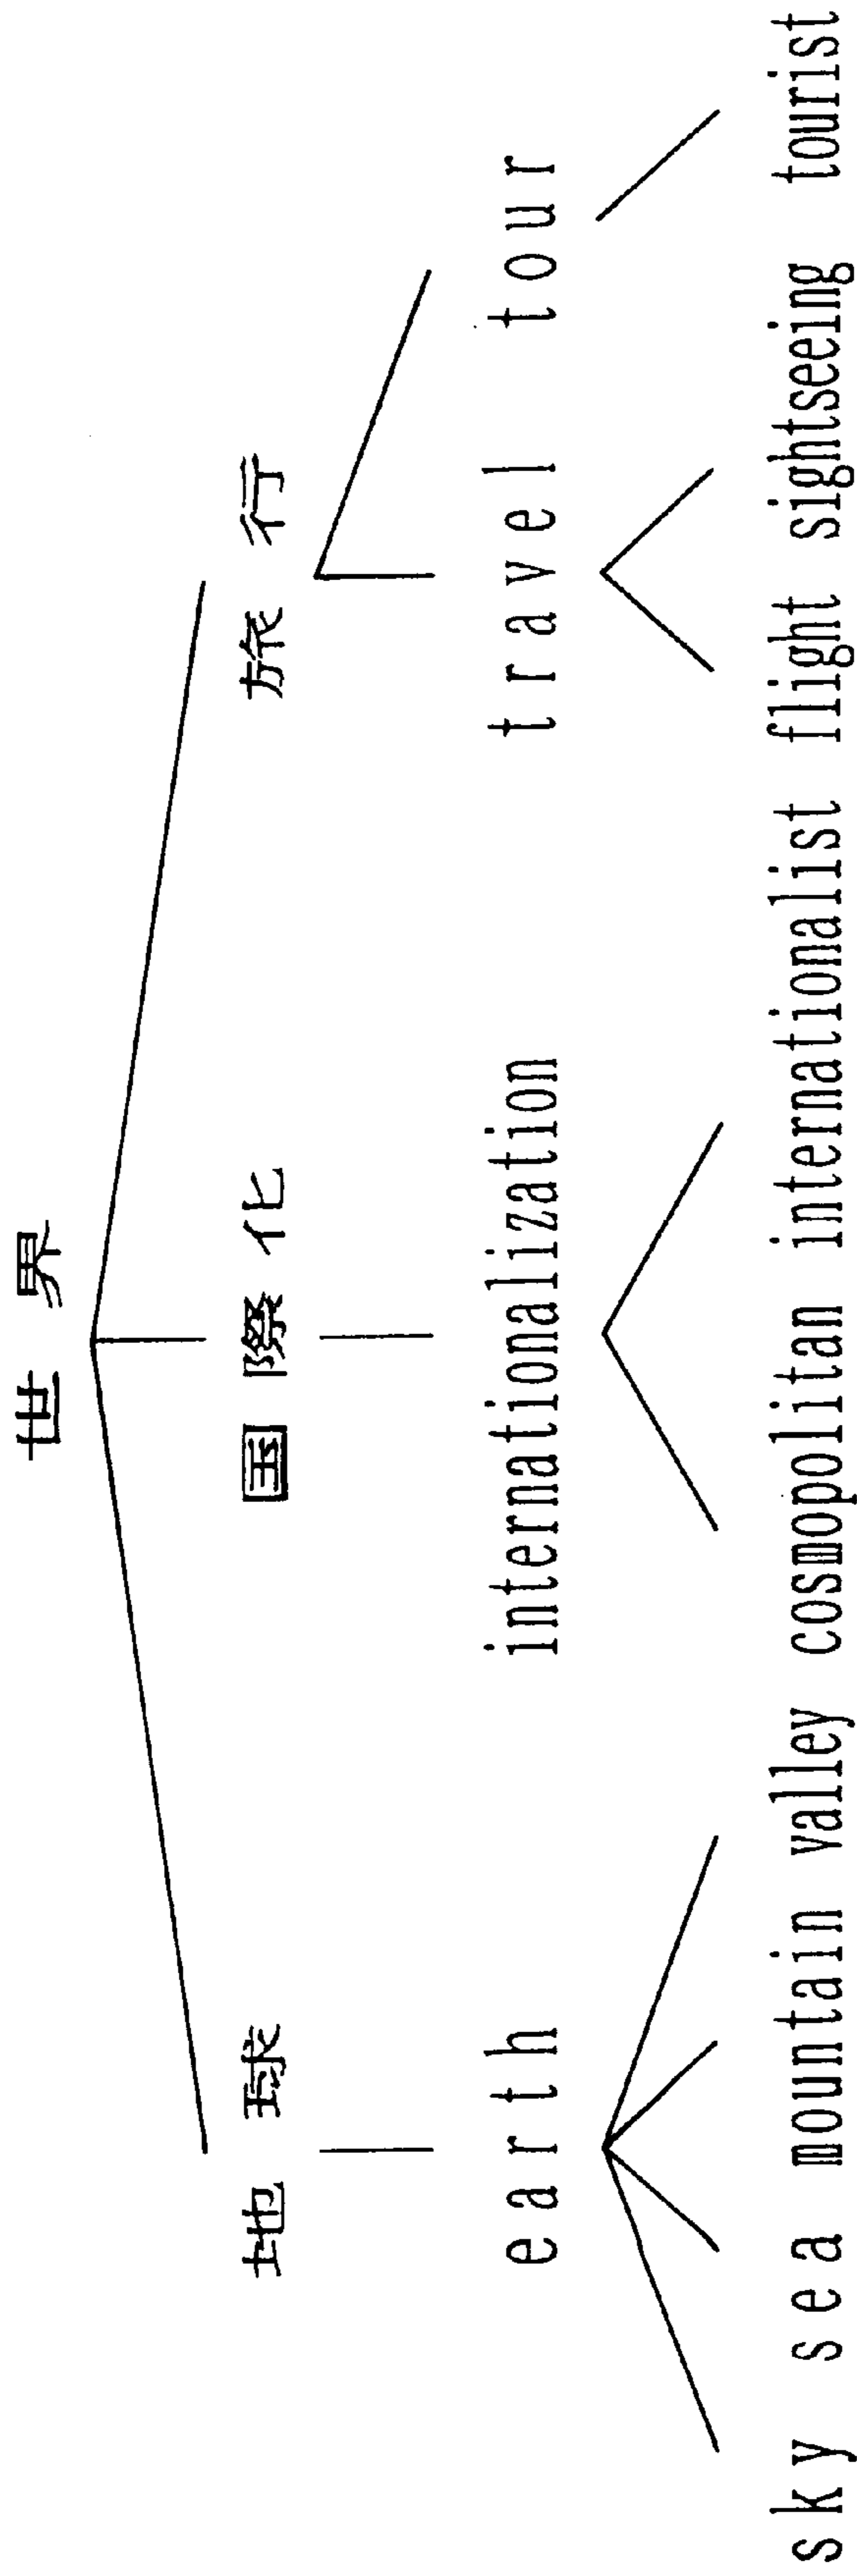 世界
地球 国際化 旅行
earth internationalization travel tour
sky sea mountain valley cosmopolitan internationalist flight sightseeing tourist